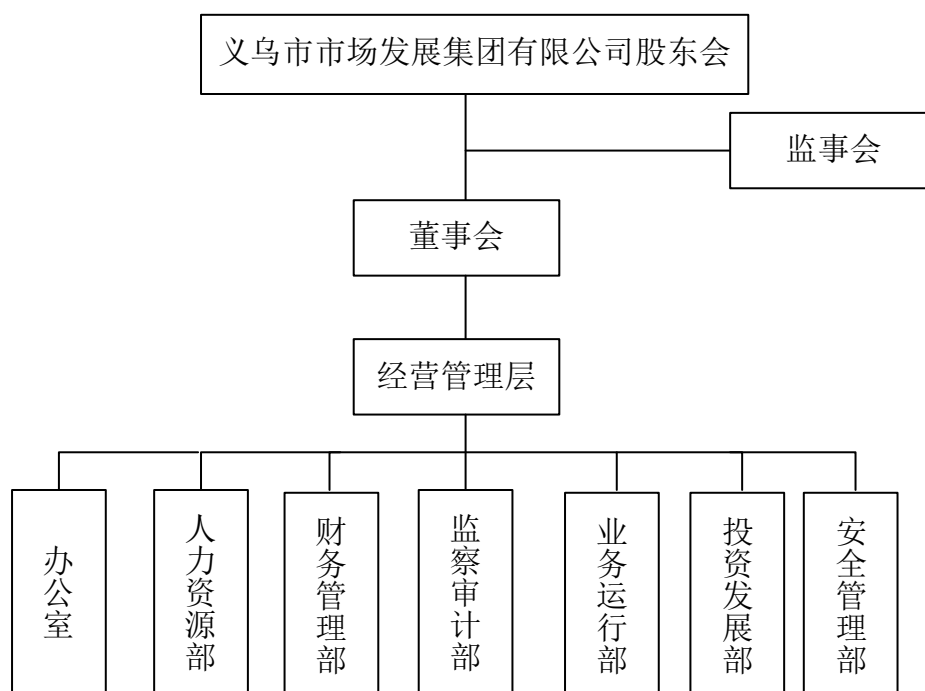 义乌市市场发展集团有限公司股东会
监事会
董事会
经营管理层
办公室
人力资源部
财务管理部
监察审计部
业务运行部
投资发展部
安全管理部